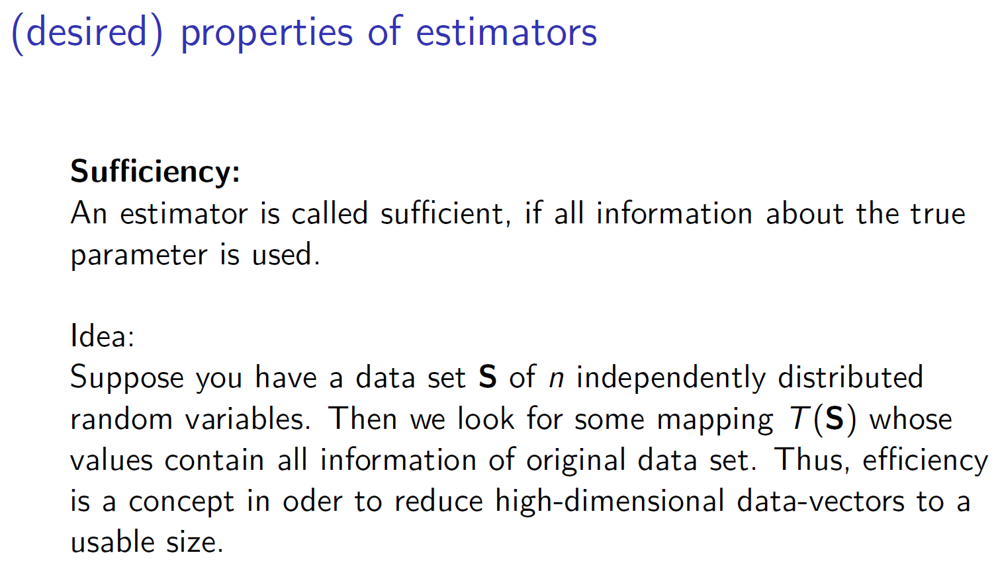 (desired) properties of estimators
Sufficiency:
An estimator is called sufficient, if all information about the true
parameter is used.
Idea:
Suppose you have a data set S of n independently distributed
random variables. Then we look for some mapping T(S) whose
values contain all information of original data set. Thus, efficiency
is a concept in oder to reduce high-dimensional data-vectors to a
usable size.